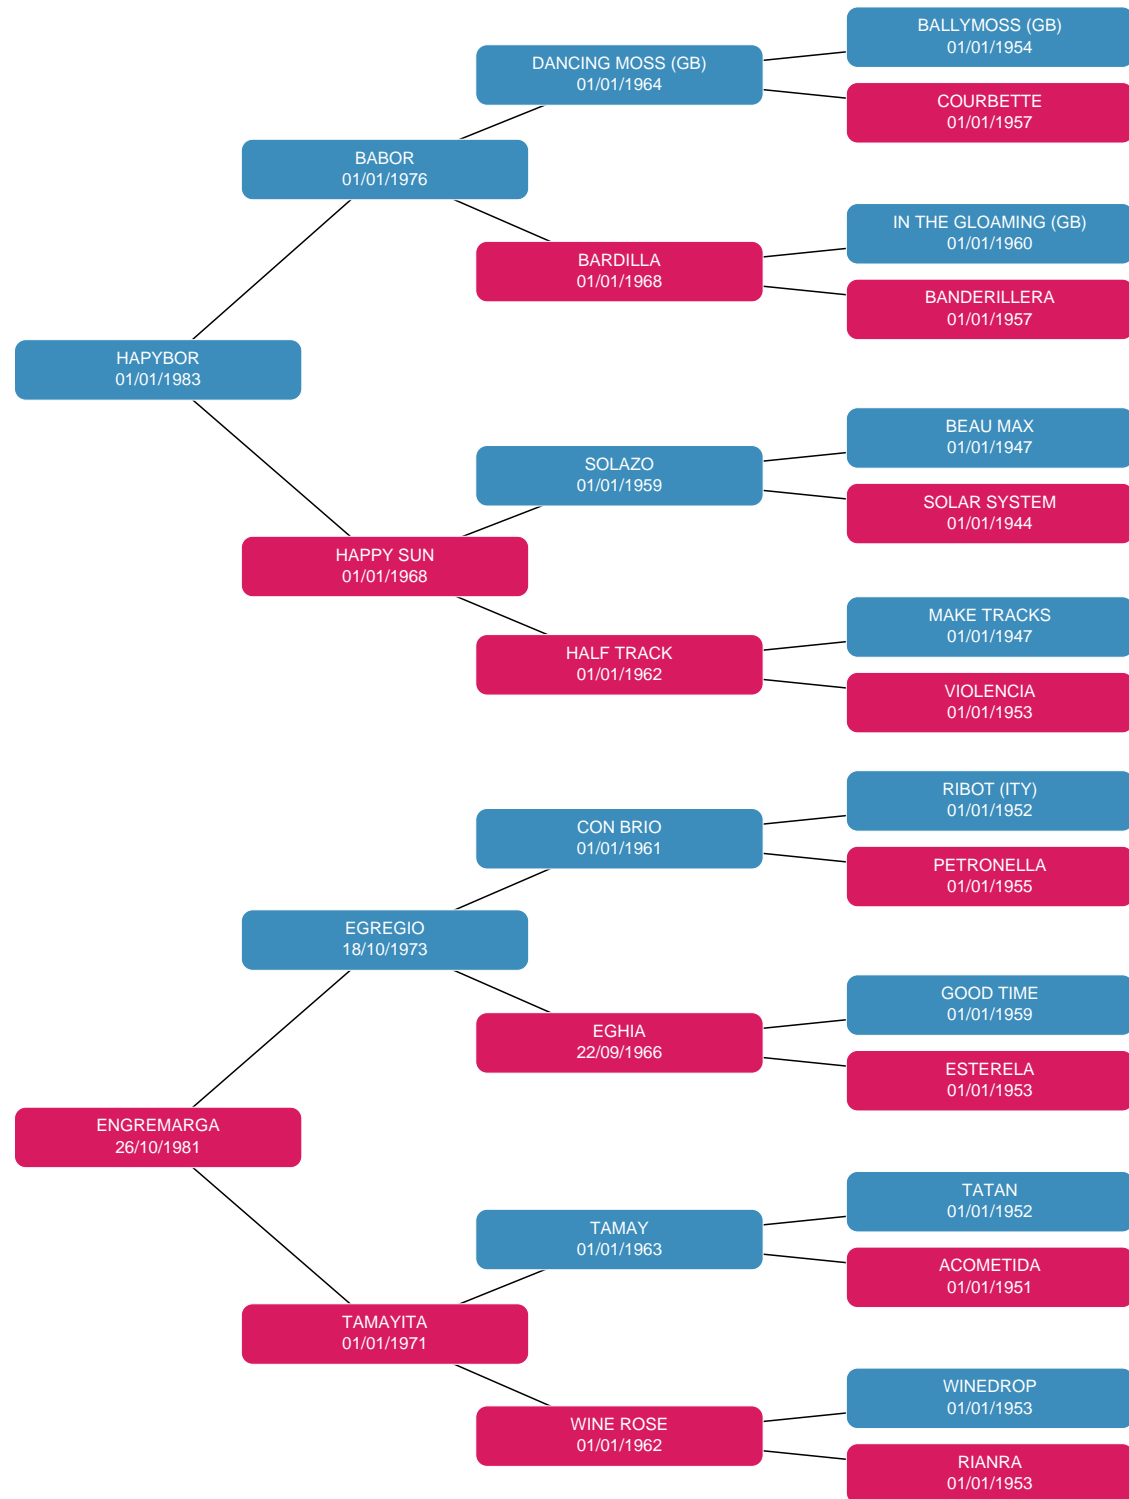 BALLYMOSS (GB)
01/01/1954
DANCING MOSS (GB)
01/01/1964
COURBETTE
01/01/1957
BABOR
01/01/1976
IN THE GLOAMING (GB)
01/01/1960
BARDILLA
01/01/1968
BANDERILLERA
01/01/1957
HAPYBOR
01/01/1983
BEAU MAX
01/01/1947
SOLAZO
01/01/1959
SOLAR SYSTEM
01/01/1944
HAPPY SUN
01/01/1968
MAKE TRACKS
01/01/1947
HALF TRACK
01/01/1962
VIOLENCIA
01/01/1953
RIBOT (ITY)
01/01/1952
CON BRIO
01/01/1961
PETRONELLA
01/01/1955
EGREGIO
18/10/1973
GOOD TIME
01/01/1959
EGHIA
22/09/1966
ESTERELA
01/01/1953
ENGREMARGA
26/10/1981
TATAN
01/01/1952
TAMAY
01/01/1963
ACOMETIDA
01/01/1951
TAMAYITA
01/01/1971
WINEDROP
01/01/1953
WINE ROSE
01/01/1962
RIANRA
01/01/1953